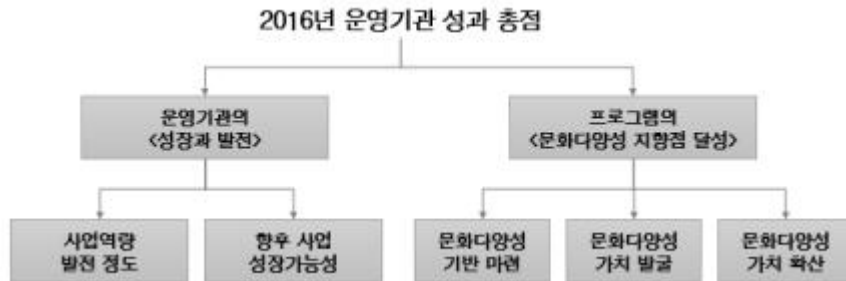 2016년 운영기관 성과 총점
운영기관의
<성장과 발전>
프로그램의
<문화다양성 지향점 달성>
사업역량
발전 정도
향후 사업
성장가능성
문화다양성
기반 마련
문화다양성
가치 발굴
문화다양성
가치 확산